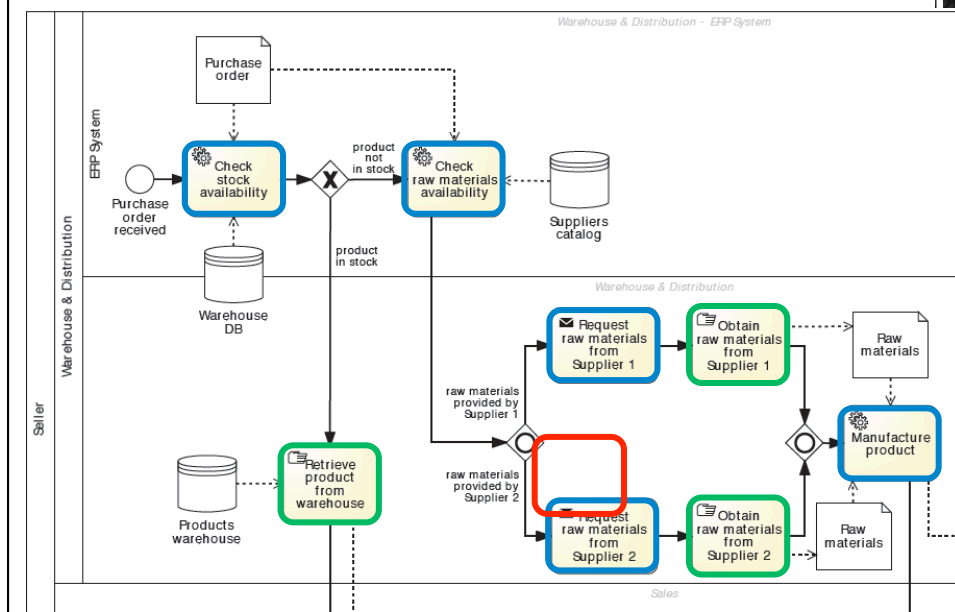 Warehouse & Distribution - ERP System
Purchase
order
ERP System
Check
stock
availability
X
product
not
in stock
Check
raw materials
availability
Purchase
order
received
Suppliers
catalog
product
in stock
Warehouse
DB
Warehouse & Distribution
Seller
Warehouse & Distribution
Request
raw materials
from
Supplier 1
Obtain
raw materials
from
Supplier 1
Raw
materials
raw materials
provided by
Supplier 1
Manufacture
product
Retrieve
product
from
warehouse
raw materials
provided by
Supplier 2
Products
warehouse
Request
raw materials
from
Supplier 2
Obtain
raw materials
from
Supplier 2
Raw
materials
Sales